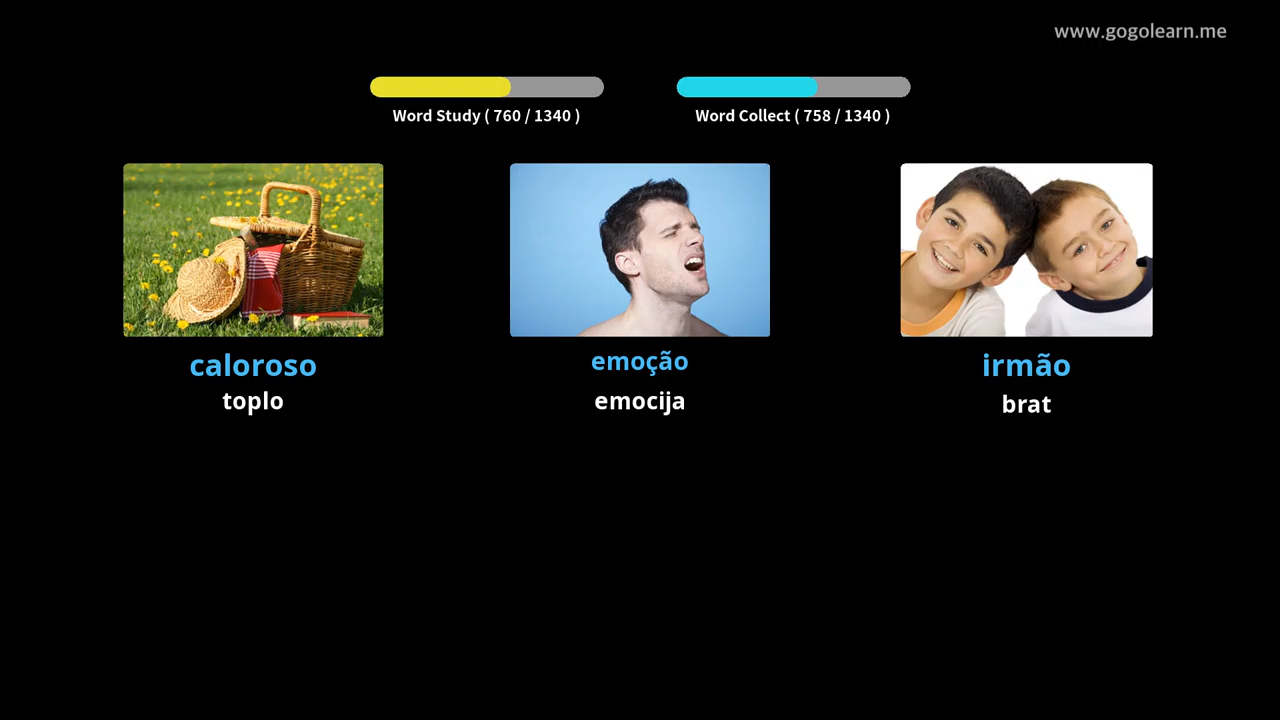 www.gogolearn.me
Word Study ( 760 / 1340 )
Word Collect ( 758 / 1340 )
caloroso
toplo
emoção
emocija
irmão
brat